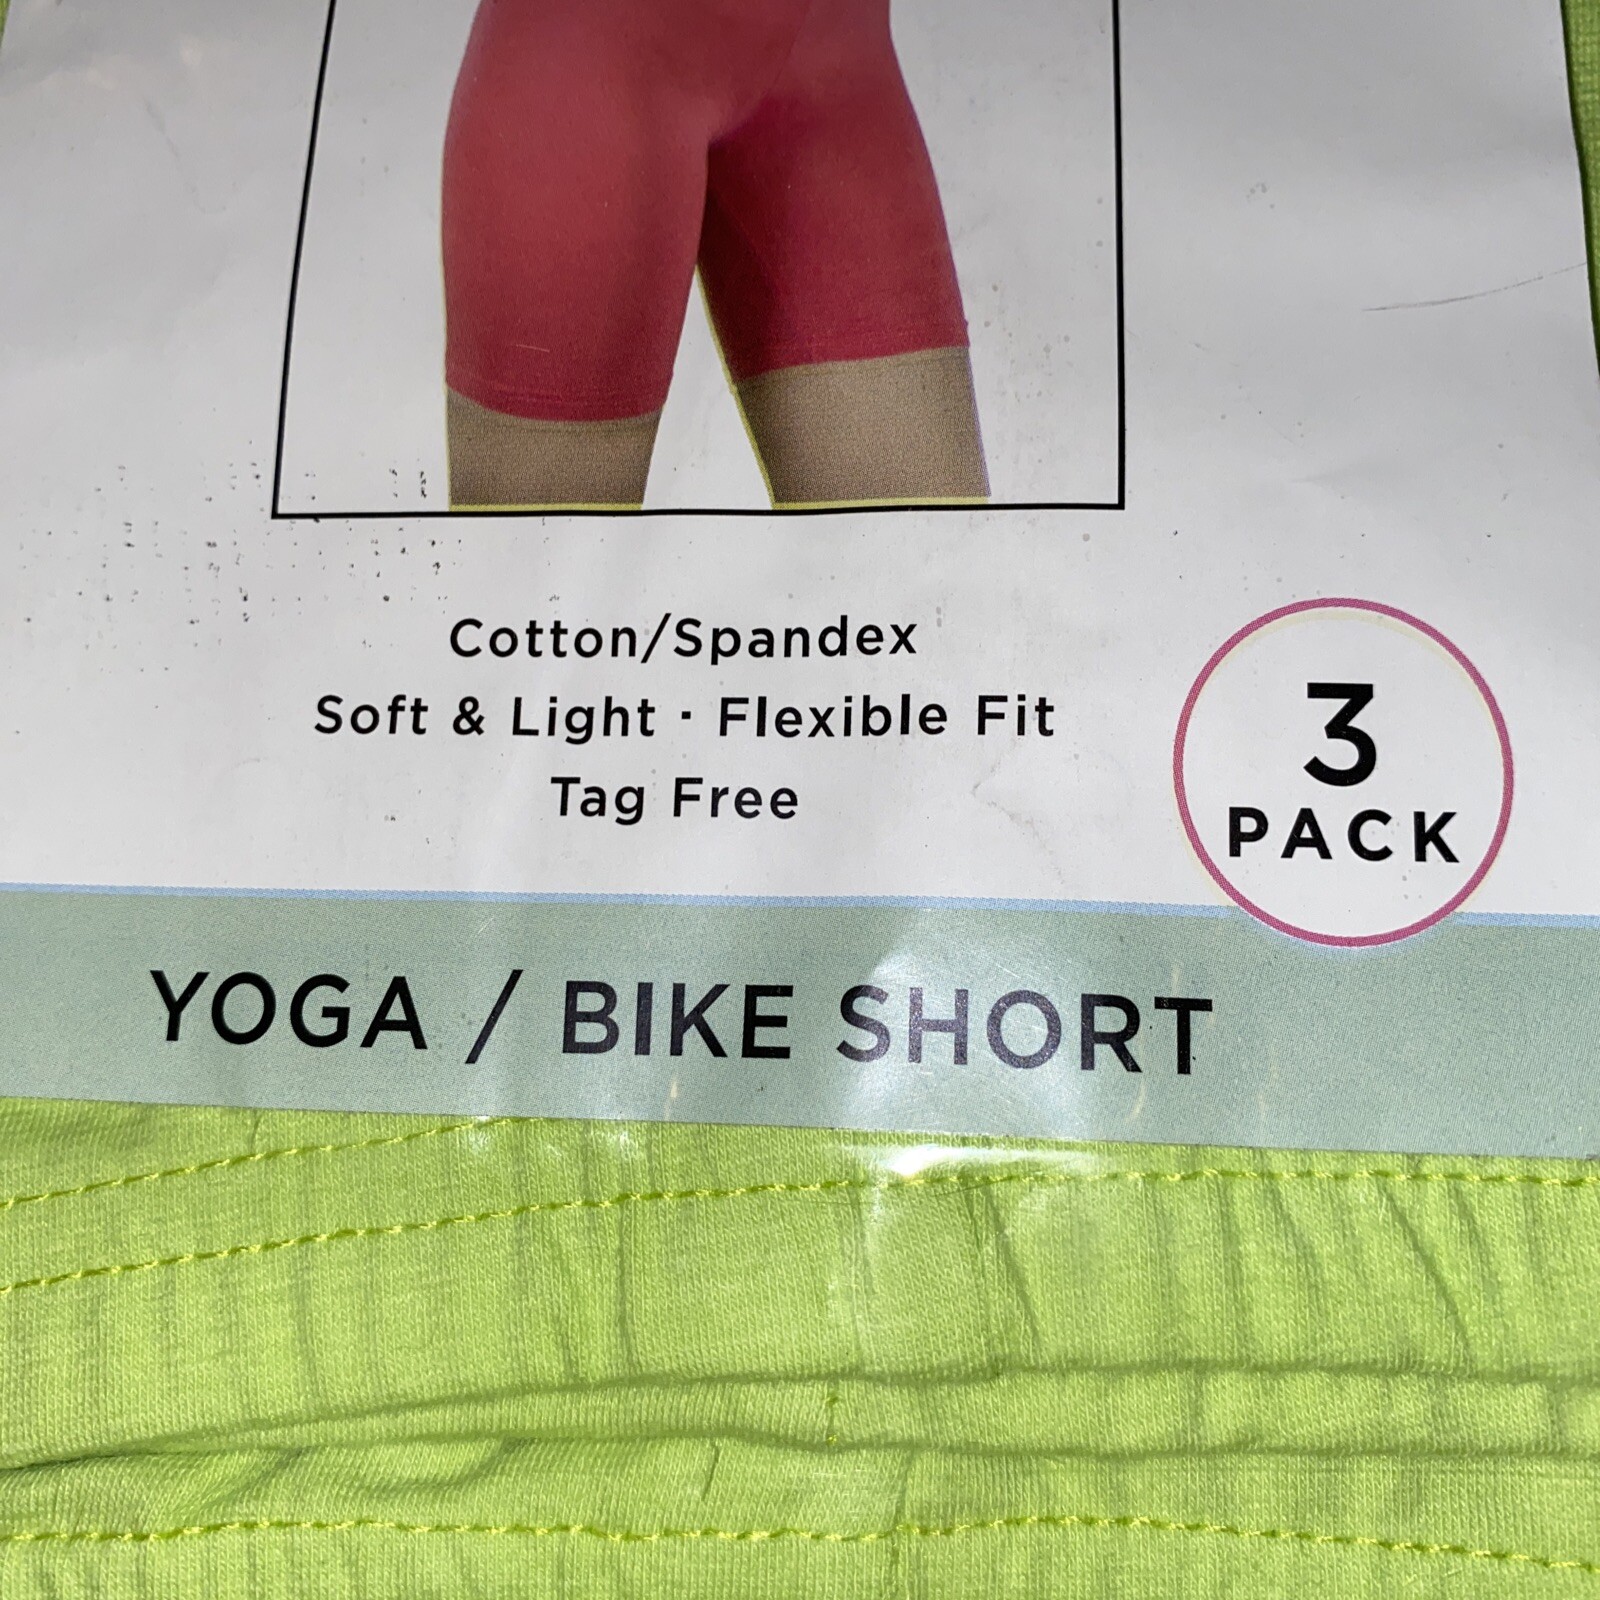 Cotton/Spandex
Soft & Light · Flexible Fit
Tag Free
3
PACK
YOGA / BIKE SHORT